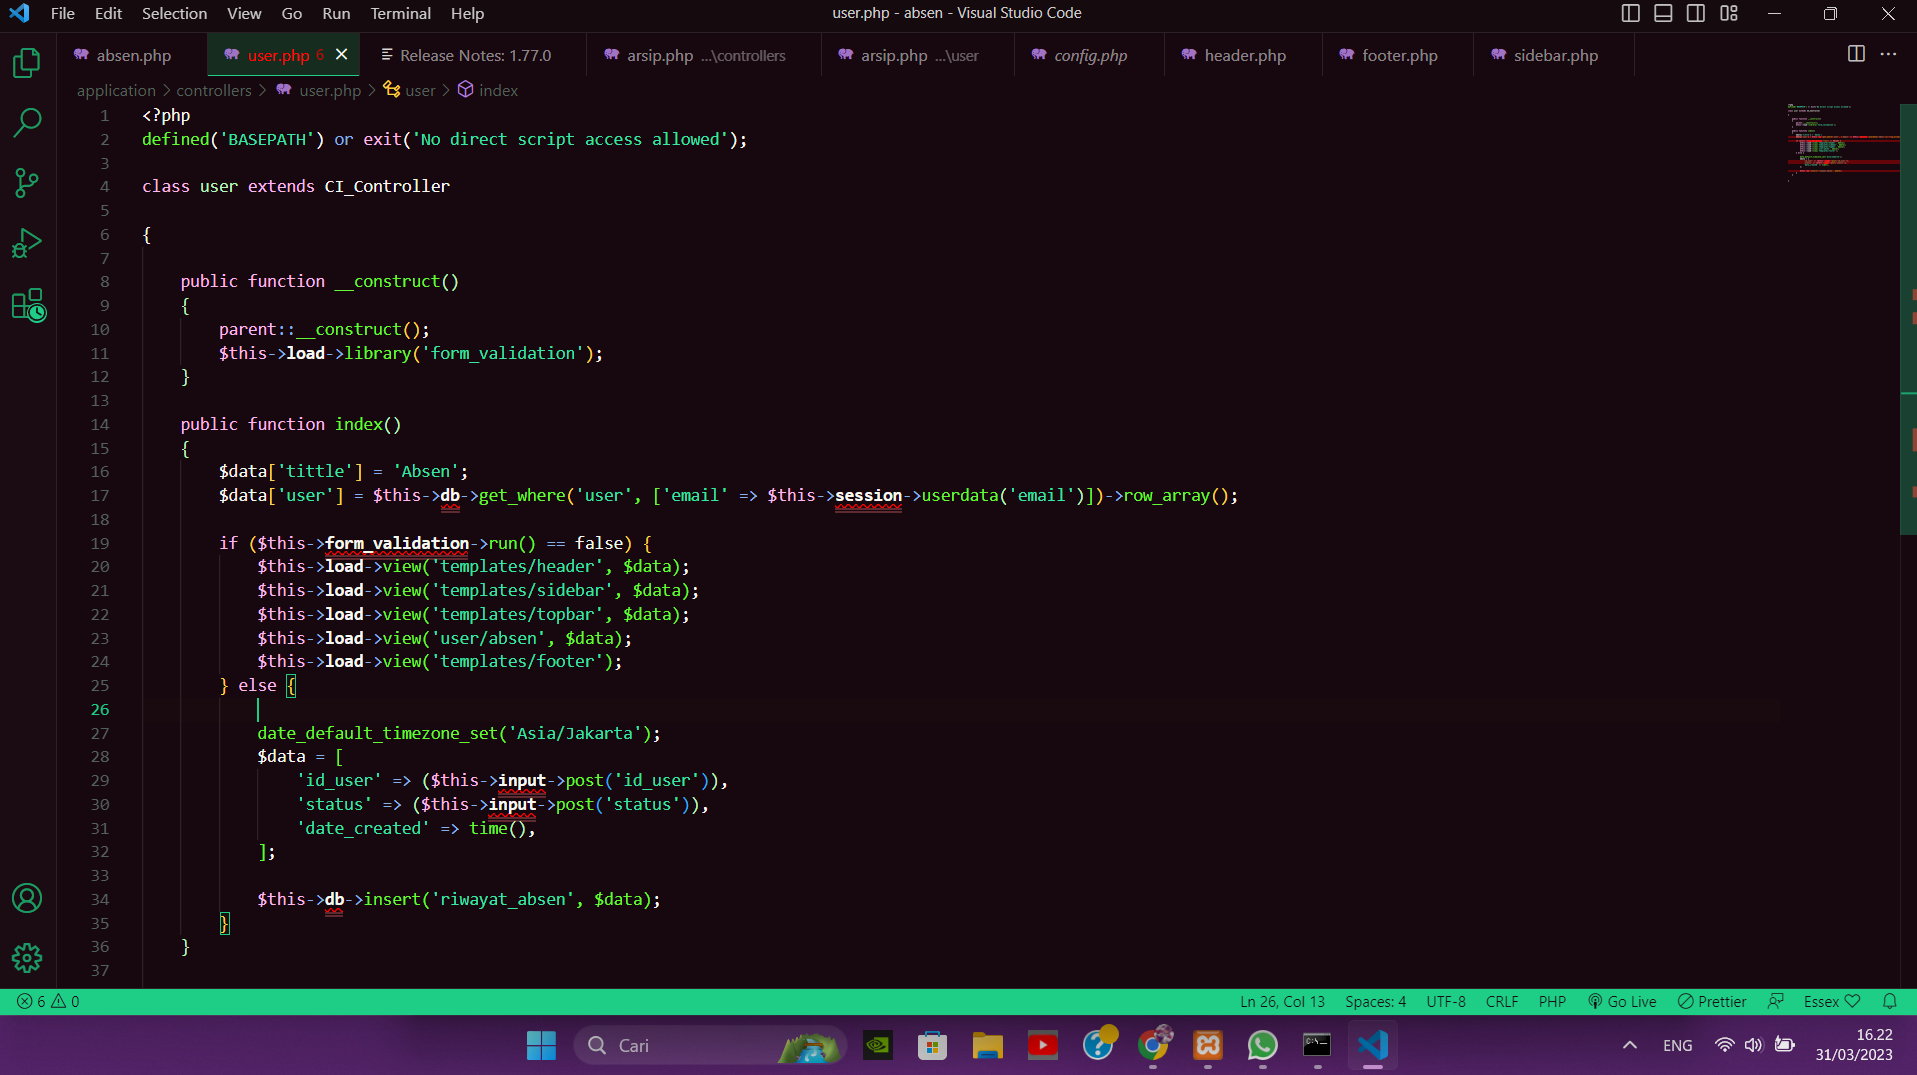 File Edit Selection View Go Run Terminal Help user.php - absen - Visual Studio Code
absen.php user.php 6 Release Notes: 1.77.0 arsip.php ...\controllers arsip.php ...\user config.php header.php footer.php sidebar.php
application > controllers > user.php > user > index
1 <?php
2 defined('BASEPATH') or exit('No direct script access allowed');
3
4 class user extends CI_Controller
5
6 {
7
8 public function __construct()
9 {
10 parent::__construct();
11 $this->load->library('form_validation');
12 }
13
14 public function index()
15 {
16 $data['tittle'] = 'Absen';
17 $data['user'] = $this->db->get_where('user', ['email' => $this->session->userdata('email')])->row_array();
18
19 if ($this->form_validation->run() == false) {
20 $this->load->view('templates/header', $data);
21 $this->load->view('templates/sidebar', $data);
22 $this->load->view('templates/topbar', $data);
23 $this->load->view('user/absen', $data);
24 $this->load->view('templates/footer');
25 } else {
26
27 date_default_timezone_set('Asia/Jakarta');
28 $data = [
29 'id_user' => ($this->input->post('id_user')),
30 'status' => ($this->input->post('status')),
31 'date_created' => time(),
32 ];
33
34 $this->db->insert('riwayat_absen', $data);
35 }
36 }
37
6 0 Ln 26, Col 13 Spaces: 4 UTF-8 CRLF PHP Go Live Prettier Essex
Cari ENG 16.22
31/03/2023